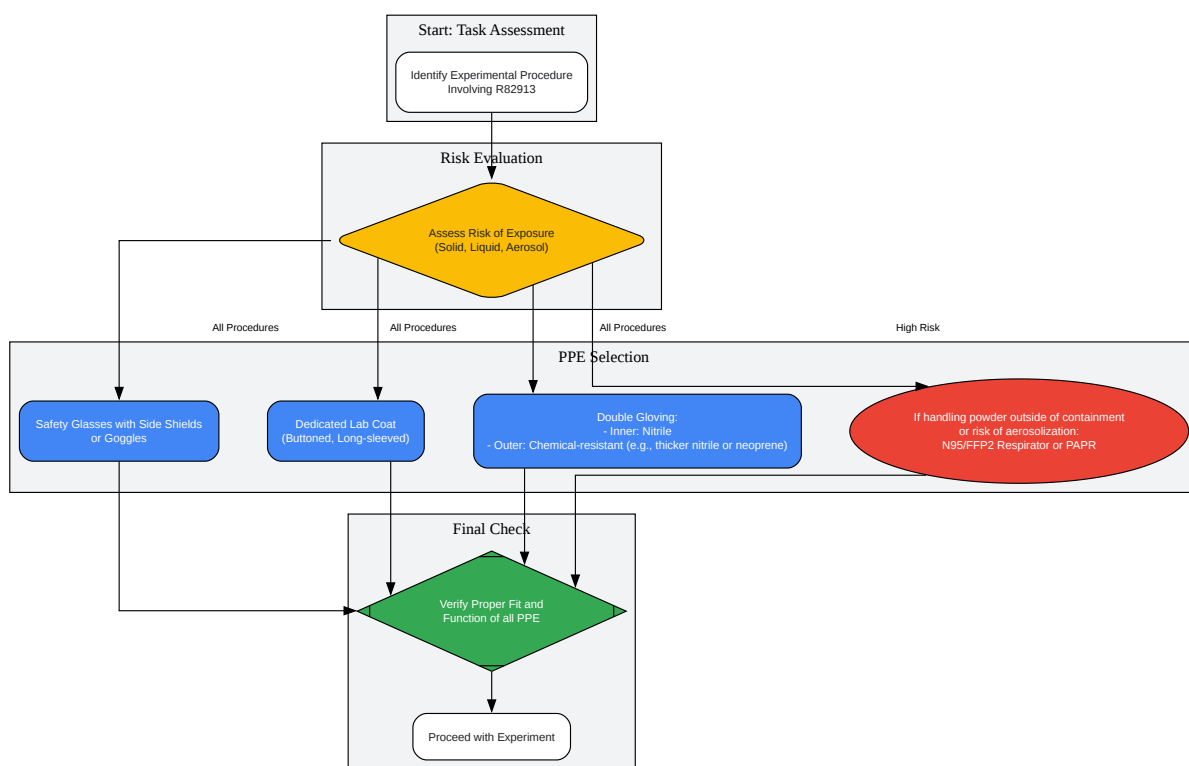 Start: Task Assessment
Identify Experimental Procedure
Involving R82913
Risk Evaluation
Assess Risk of Exposure
(Solid, Liquid, Aerosol)
All Procedures
All Procedures
All Procedures
High Risk
PPE Selection
Safety Glasses with Side Shields
or Goggles
Dedicated Lab Coat
(Buttoned, Long-sleeved)
Double Gloving:
- Inner: Nitrile
- Outer: Chemical-resistant (e.g., thicker nitrile or neoprene)
If handling powder outside of containment
or risk of aerosolization:
N95/FFP2 Respirator or PAPR
Final Check
Verify Proper Fit and
Function of all PPE
Proceed with Experiment